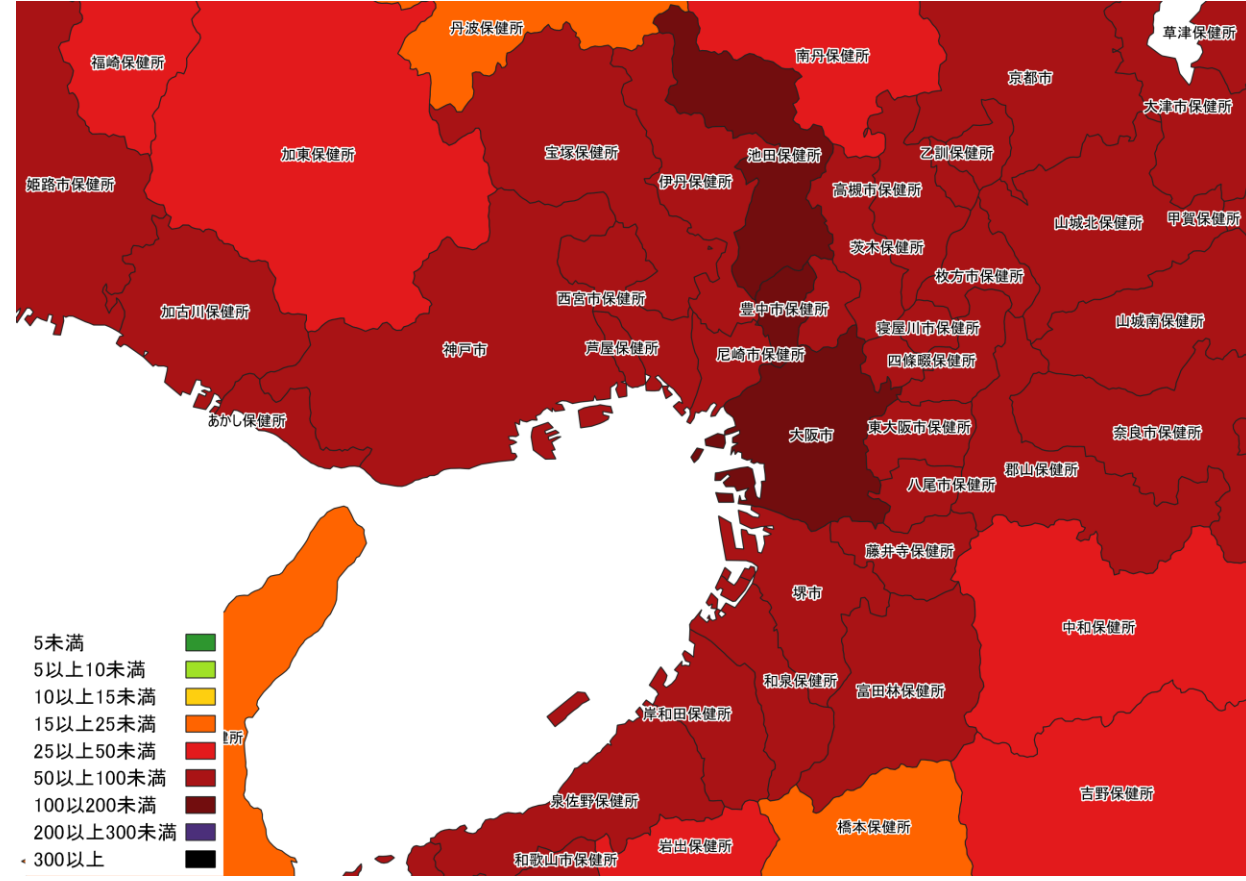 丹波保健所
草津保健所
福崎保健所
南丹保健所
京都市
大津市保健所
加東保健所
宝塚保健所
池田保健所
乙訓保健所
姫路市保健所
伊丹保健所
高槻市保健所
山城北保健所
甲賀保健所
茨木保健所
枚方市保健所
加古川保健所
西宮市保健所
豊中市保健所
寝屋川市保健所
山城南保健所
神戸市
芦屋保健所
尼崎市保健所
四條畷保健所
あかし保健所
大阪市
東大阪市保健所
奈良市保健所
郡山保健所
八尾市保健所
藤井寺保健所
堺市
中和保健所
和泉保健所
富田林保健所
岸和田保健所
健所
泉佐野保健所
吉野保健所
橋本保健所
岩出保健所
和歌山市保健所
5未満
5以上10未満
10以上15未満
15以上25未満
25以上50未満
50以上100未満
100以200未満
200以上300未満
300以上